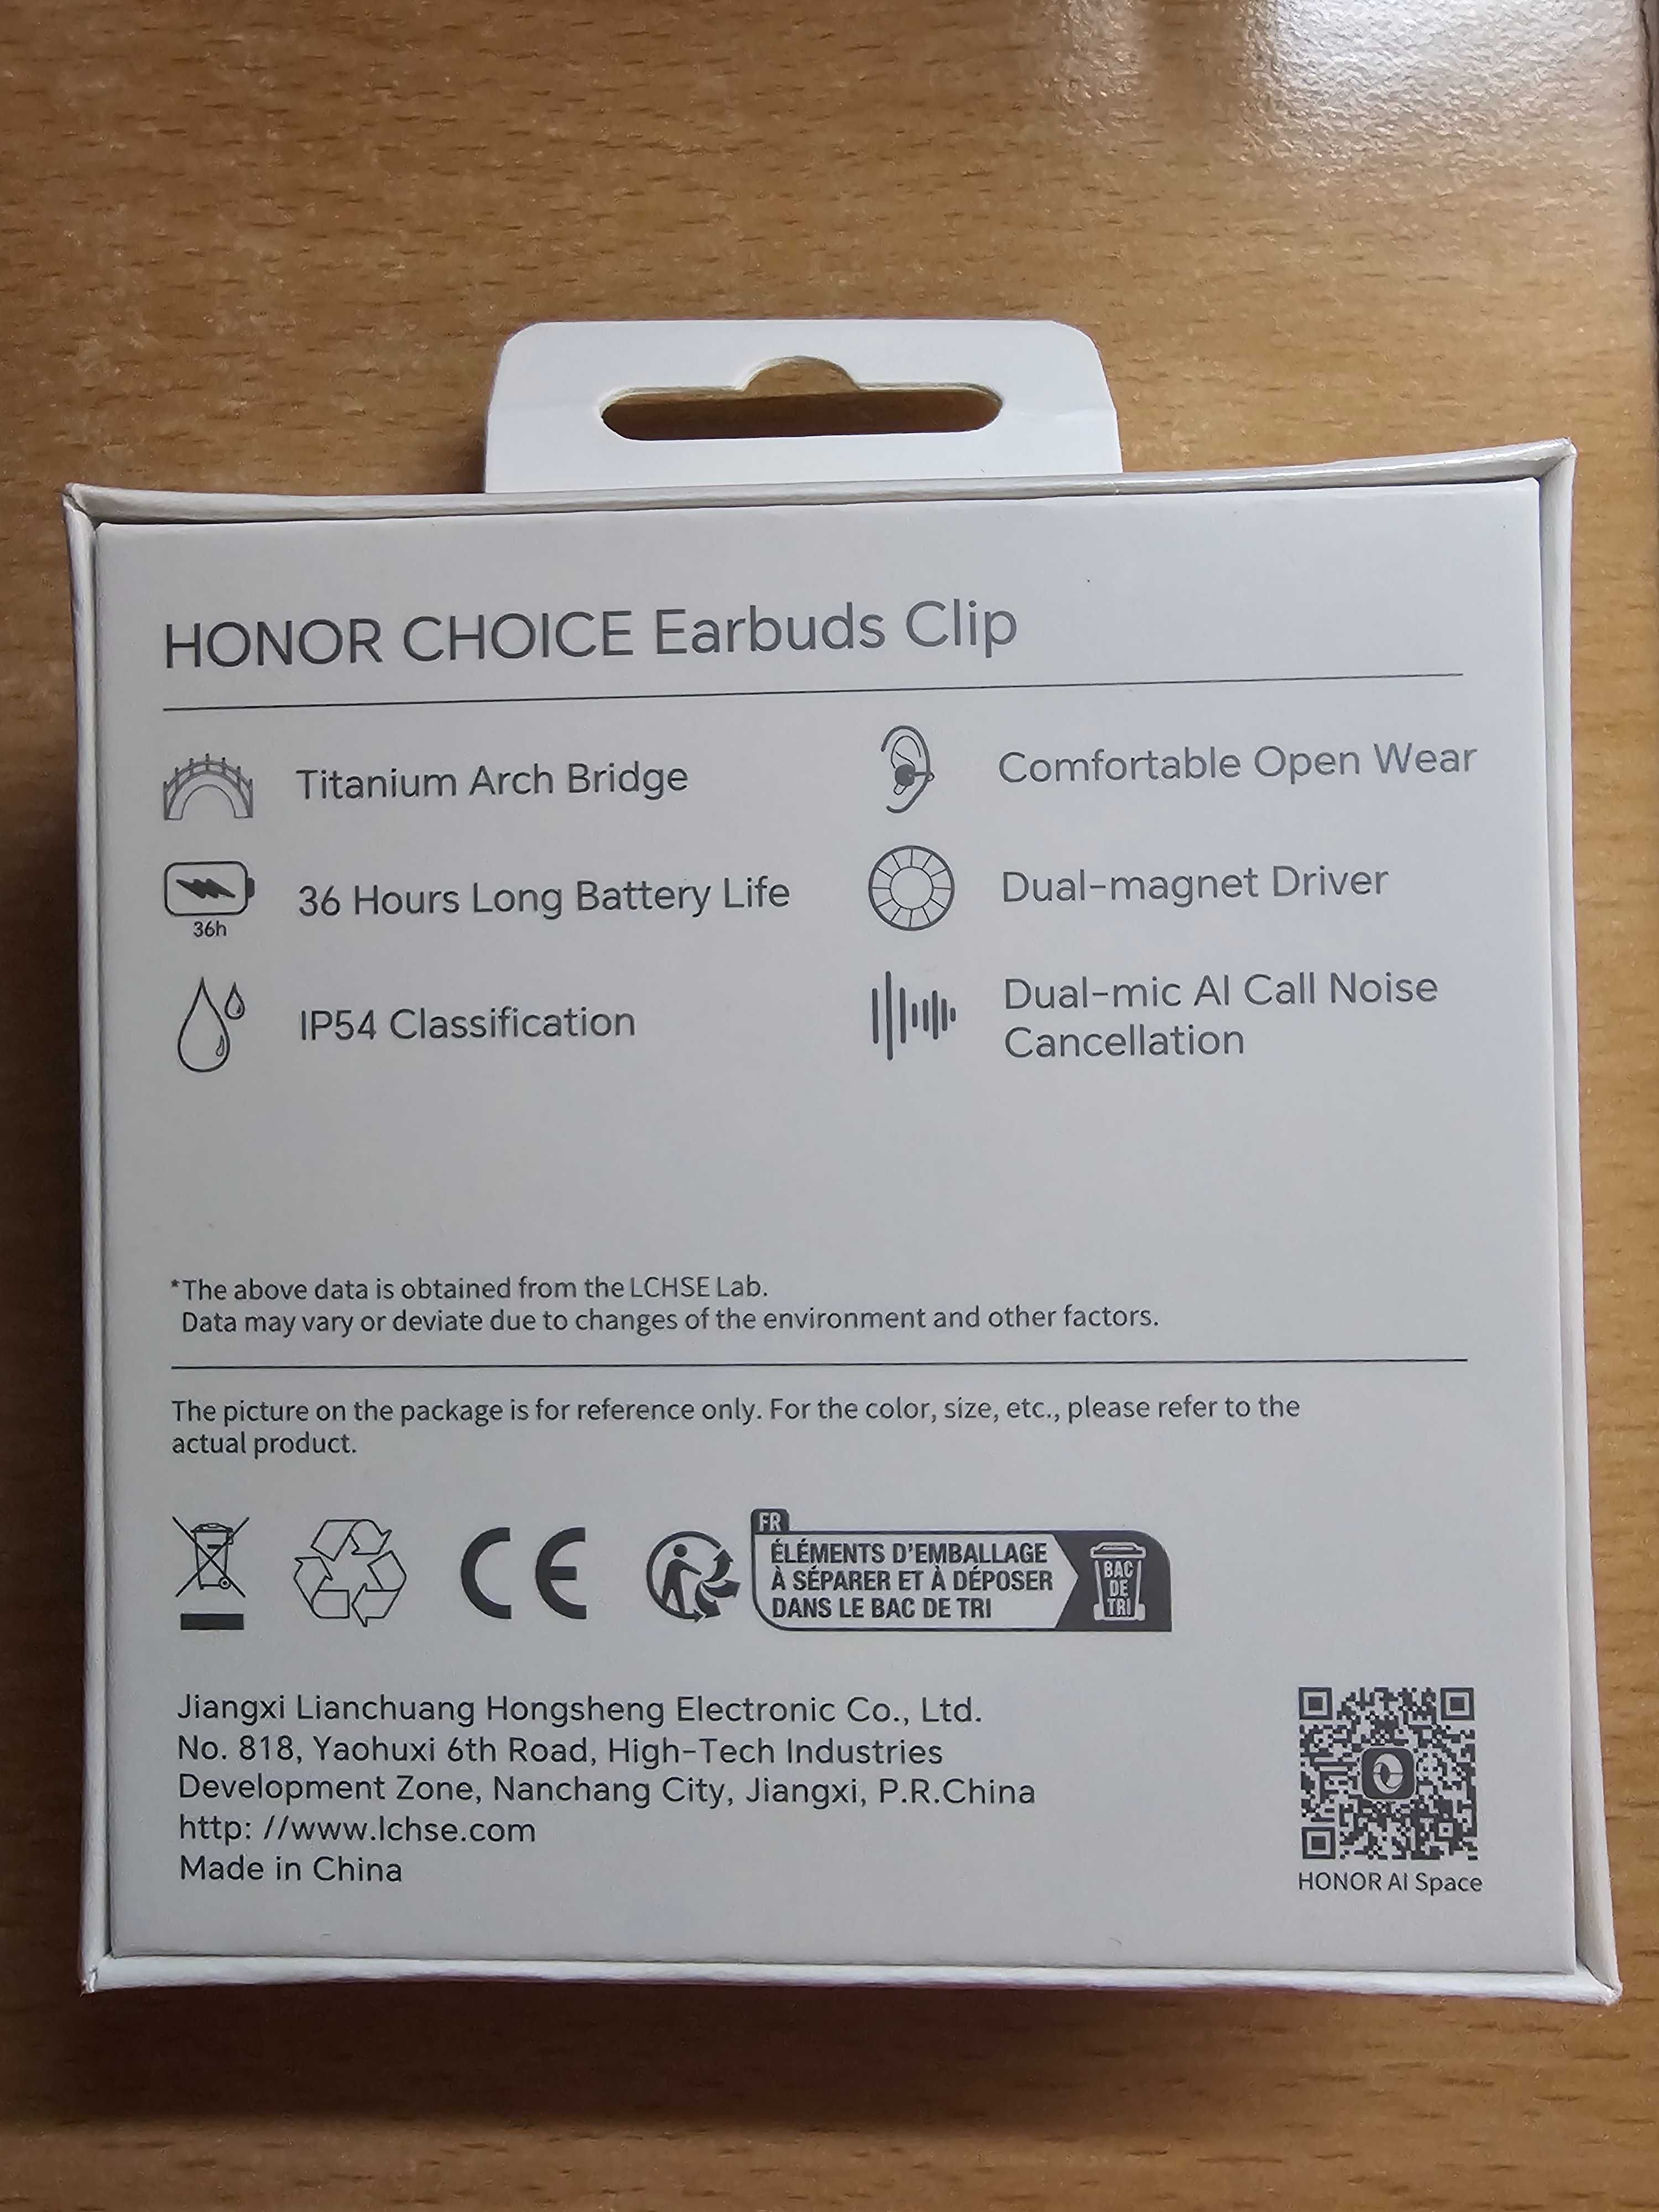 HONOR CHOICE Earbuds Clip
Titanium Arch Bridge
Comfortable Open Wear
36h
36 Hours Long Battery Life
Dual-magnet Driver
IP54 Classification
Dual-mic AI Call Noise
Cancellation
*The above data is obtained from the LCHSE Lab.
Data may vary or deviate due to changes of the environment and other factors.
The picture on the package is for reference only. For the color, size, etc., please refer to the
actual product.
CE
FR
ÉLÉMENTS D'EMBALLAGE
À SÉPARER ET À DÉPOSER
DANS LE BAC DE TRI
BAC
DE
TRI
Jiangxi Lianchuang Hongsheng Electronic Co., Ltd.
No. 818, Yaohuxi 6th Road, High-Tech Industries
Development Zone, Nanchang City, Jiangxi, P.R.China
http: //www.lchse.com
Made in China
HONOR AI Space